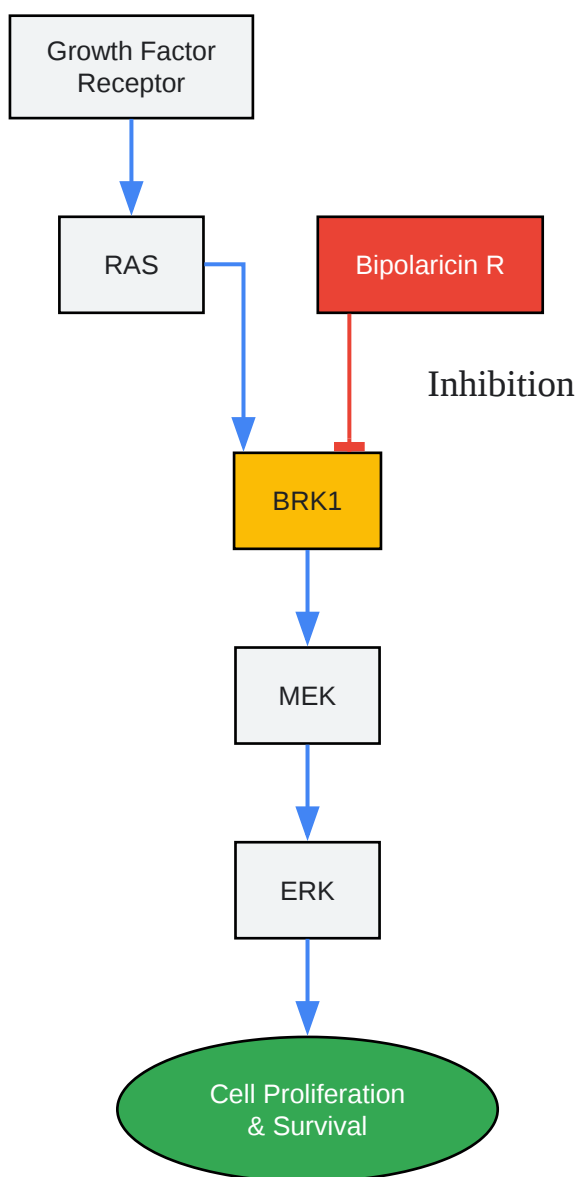 Growth Factor
Receptor
RAS
Bipolaricin R
Inhibition
BRK1
MEK
ERK
Cell Proliferation
& Survival